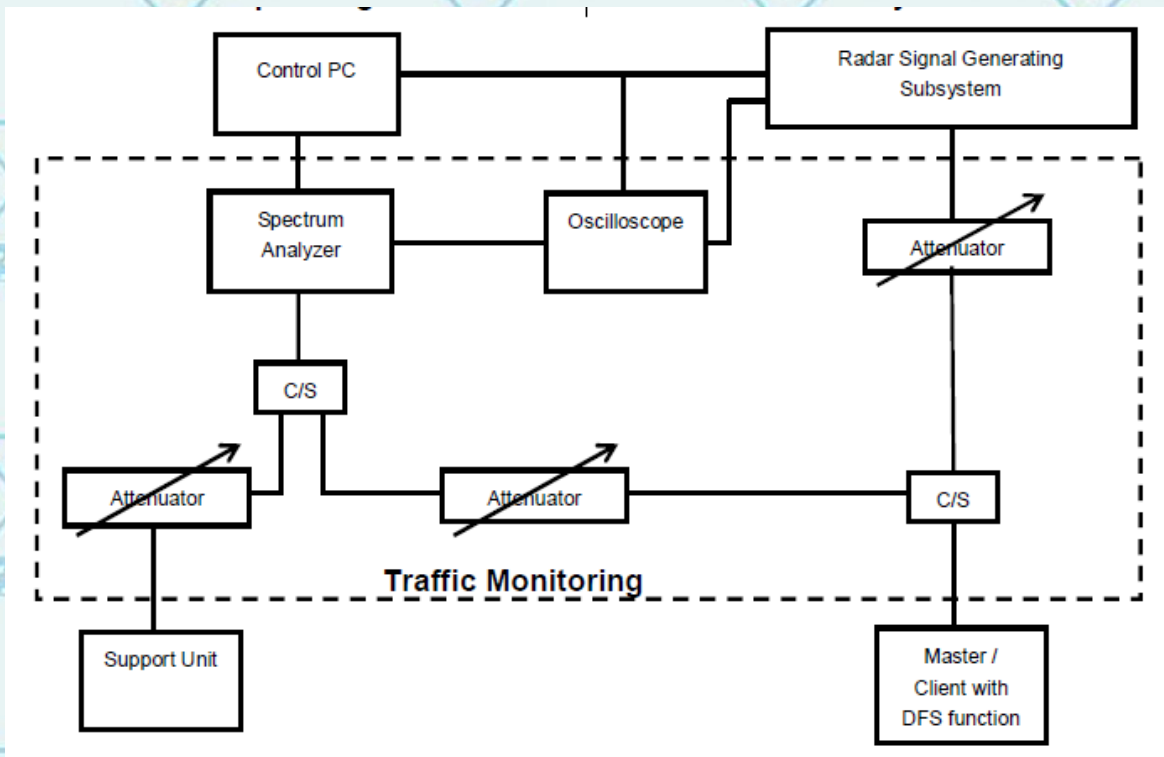 Control PC
Radar Signal Generating
Subsystem
Spectrum
Analyzer
Oscilloscope
Attenuator
C/S
Attenuator
Attenuator
C/S
Traffic Monitoring
Support Unit
Master /
Client with
DFS function